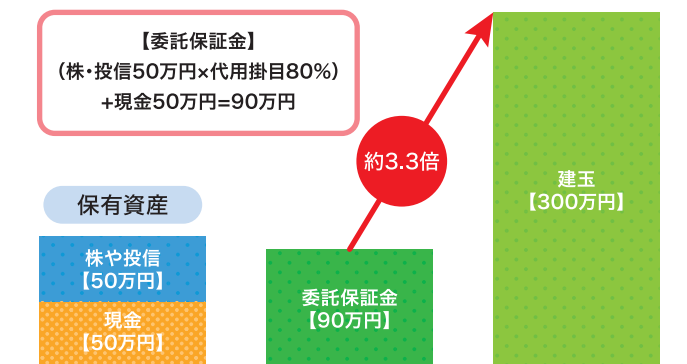 【委託保証金】
（株・投信50万円×代用掛目80%）
+現金50万円=90万円
約3.3倍
建玉
【300万円】
保有資産
株や投信
【50万円】
現金
【50万円】
委託保証金
【90万円】